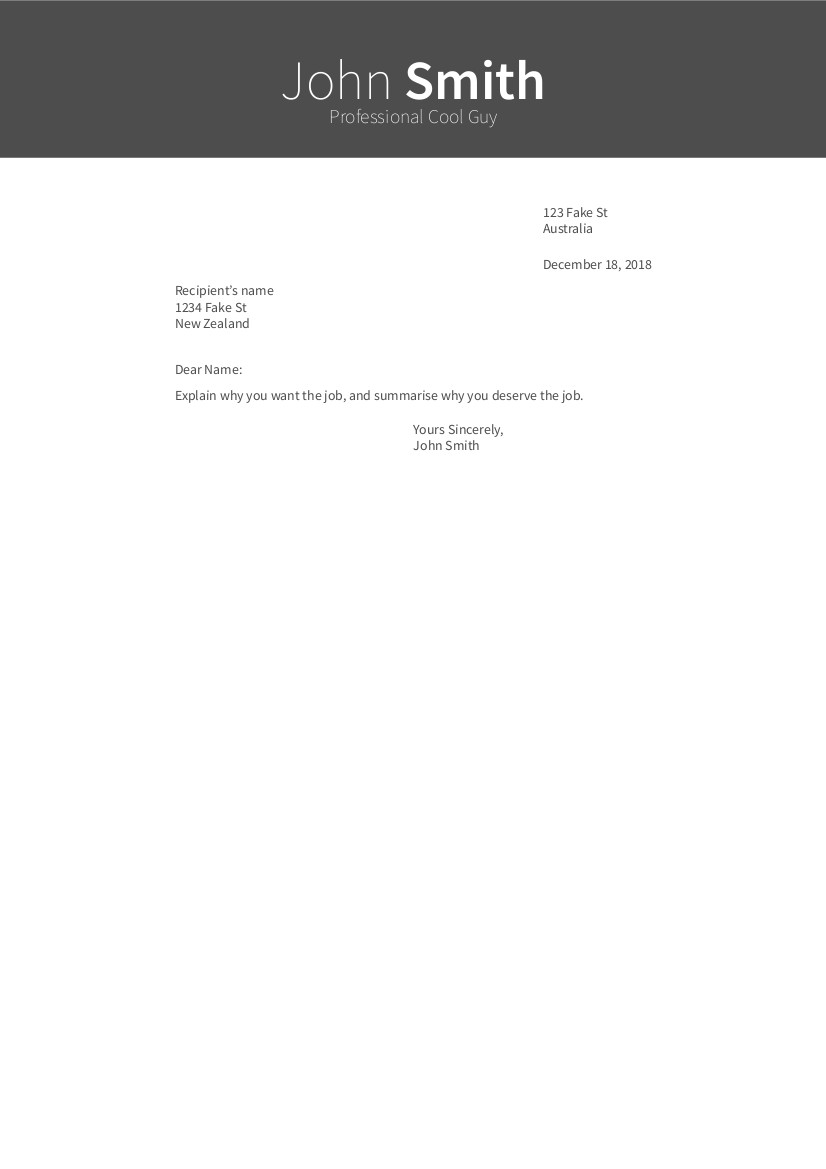 John Smith
Professional Cool Guy
123 Fake St
Australia
December 18, 2018
Recipient’s name
1234 Fake St
New Zealand
Dear Name:
Explain why you want the job, and summarise why you deserve the job.
Yours Sincerely,
John Smith